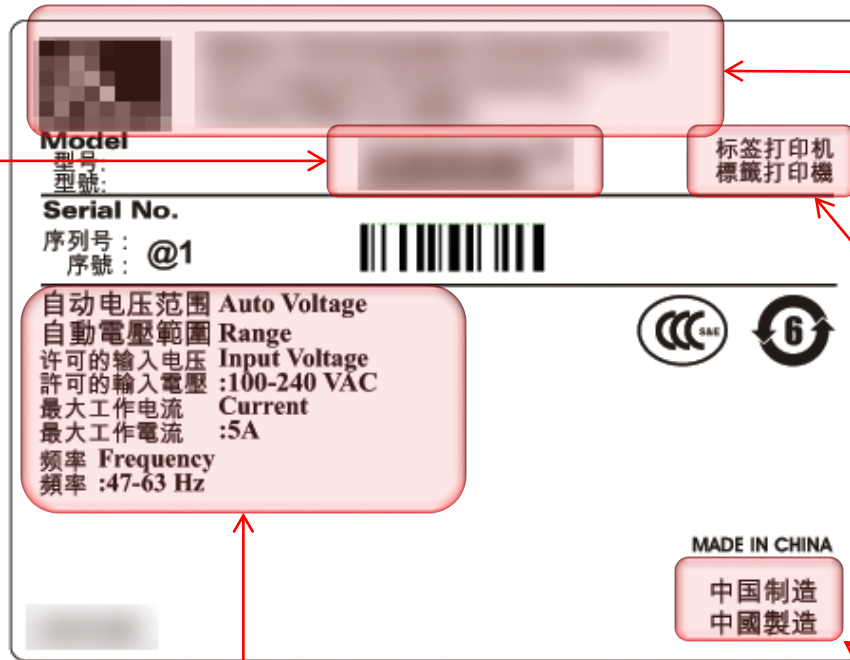 Model
型号:
型號:
标签打印机
標籤打印機
Serial No.
序列号：
序號：
@1
自动电压范围 Auto Voltage
自動電壓範圍 Range
许可的输入电压 Input Voltage
許可的輸入電壓 :100-240 VAC
最大工作电流 Current
最大工作電流 :5A
频率 Frequency
頻率 :47-63 Hz
CCC S&E
6
MADE IN CHINA
中国制造
中國製造